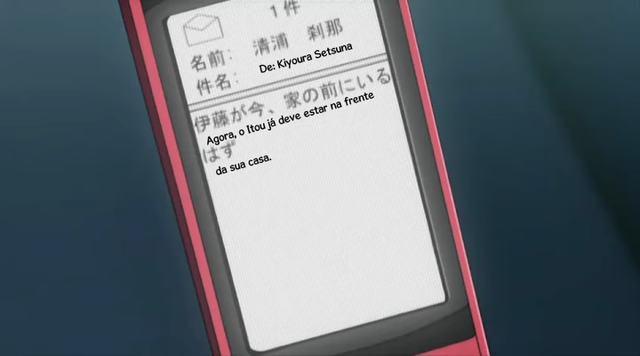 1件
名前: 清浦 刹那
件名:
De: Kiyoura Setsuna
伊藤が今、家の前にいる
Agora, o Itou já deve estar na frente
はず
da sua casa.